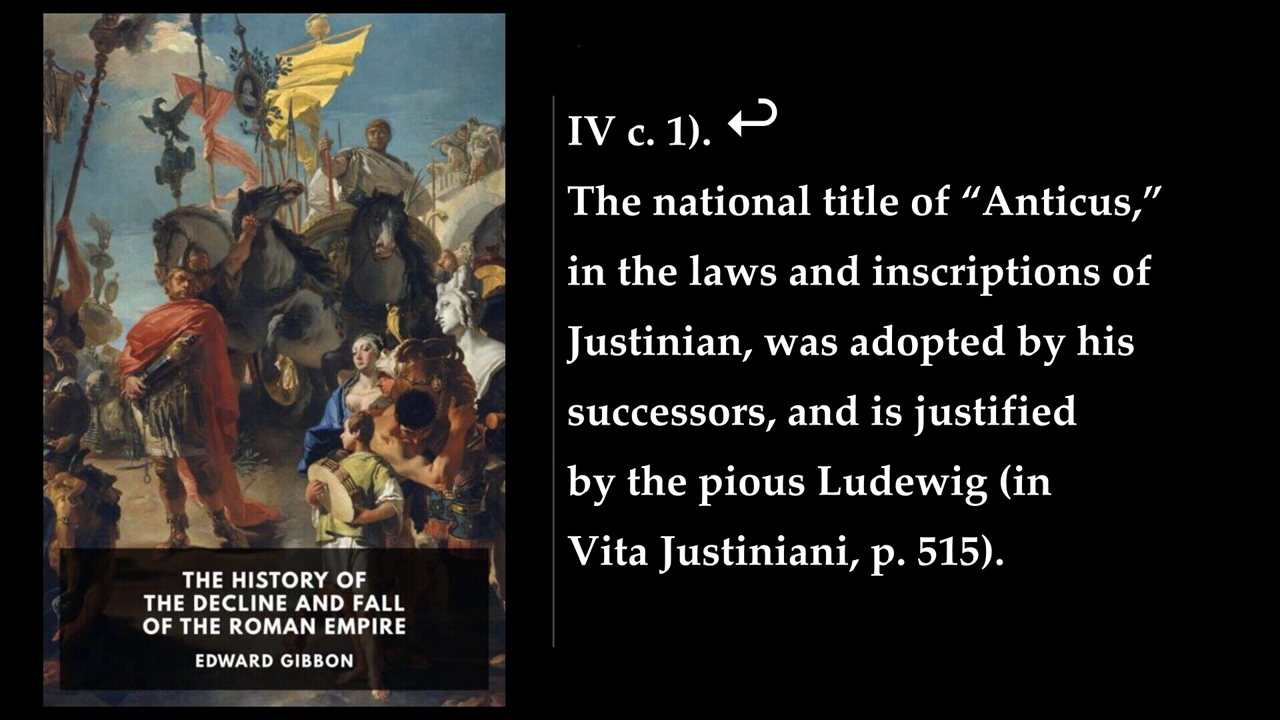 THE HISTORY OF
THE DECLINE AND FALL
OF THE ROMAN EMPIRE
EDWARD GIBBON
IV c. 1). ↩
The national title of “Anticus,”
in the laws and inscriptions of
Justinian, was adopted by his
successors, and is justified
by the pious Ludewig (in
Vita Justiniani, p. 515).